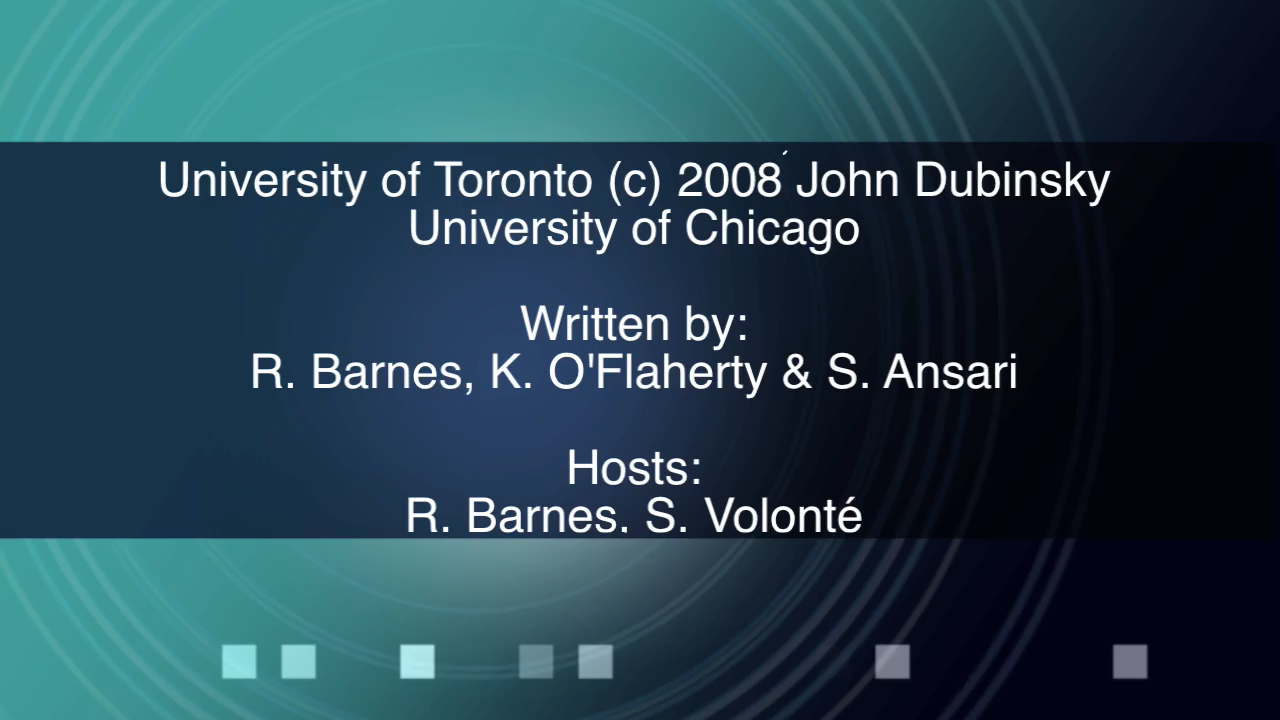 University of Toronto (c) 2008 John Dubinsky
University of Chicago
Written by:
R. Barnes, K. O'Flaherty & S. Ansari
Hosts:
R. Barnes, S. Volonté